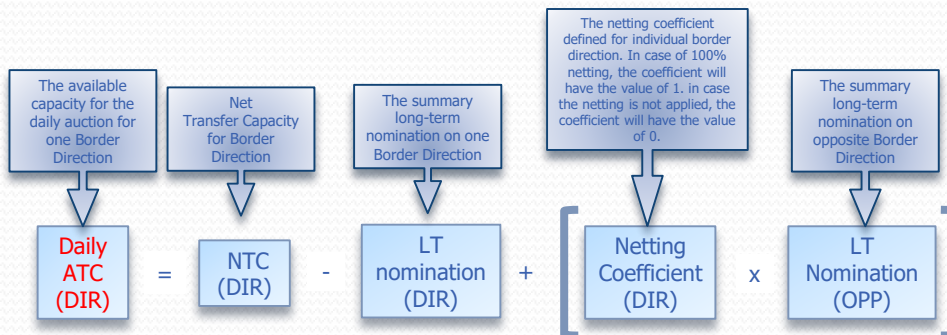 The available
capacity for the
daily auction for
one Border
Direction
Net
Transfer Capacity
for Border
Direction
The summary
long-term
nomination on one
Border Direction
The netting coefficient
defined for individual border
direction. In case of 100%
netting, the coefficient will
have the value of 1. in case
the netting is not applied, the
coefficient will have the value
of 0.
The summary
long-term
nomination on
opposite Border
Direction
Daily
ATC
(DIR)
=
NTC
(DIR)
-
LT
nomination
(DIR)
+
[
Netting
Coefficient
(DIR)
x
LT
Nomination
(OPP)
]